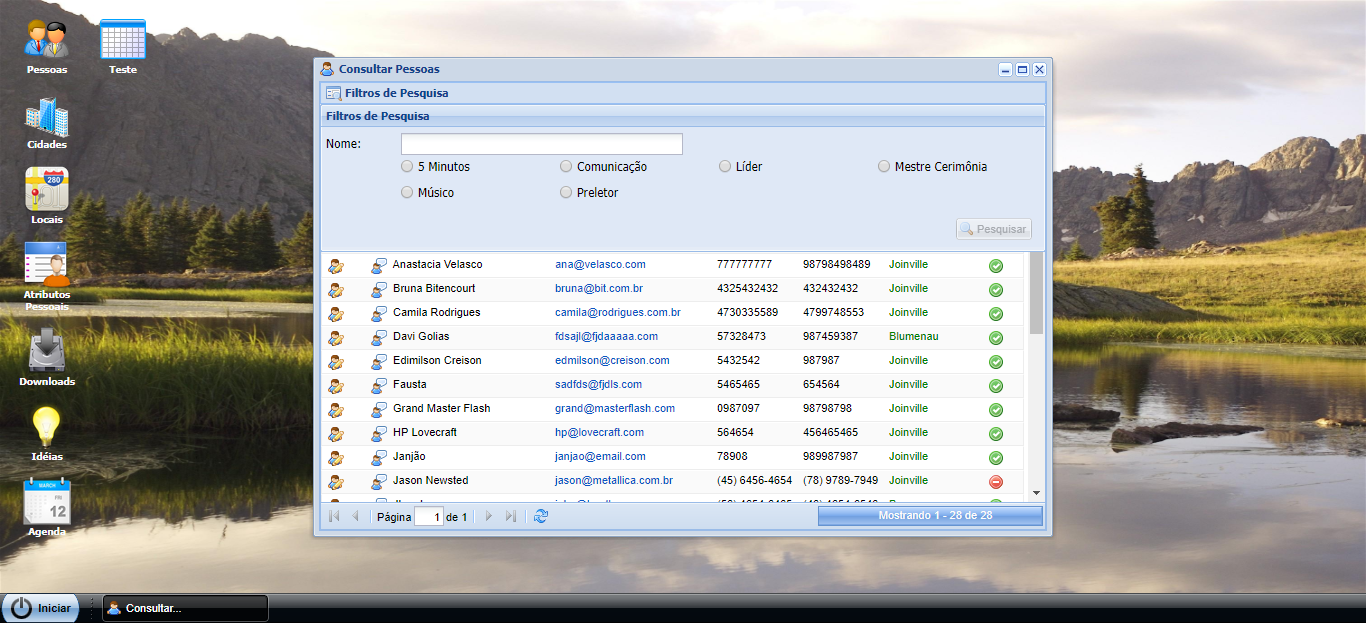 Pessoas
Teste
Cidades
280
Locais
Atributos
Pessoais
Downloads
Idéias
MARCH
FRI
12
Agenda
Consultar Pessoas
Filtros de Pesquisa
Filtros de Pesquisa
Nome:
5 Minutos Comunicação Líder Mestre Cerimônia
Músico Preletor
Pesquisar
Anastacia Velasco ana@velasco.com 777777777 98798498489 Joinville
Bruna Bitencourt bruna@bit.com.br 4325432432 432432432 Joinville
Camila Rodrigues camila@rodrigues.com.br 4730335589 4799748553 Joinville
Davi Golias fdsajl@fjdaaaaa.com 57328473 987459387 Blumenau
Edimilson Creison edmilson@creison.com 5432542 987987 Joinville
Fausta sadfds@fjdls.com 5465465 654564 Joinville
Grand Master Flash grand@masterflash.com 0987097 98798798 Joinville
HP Lovecraft hp@lovecraft.com 564654 456465465 Joinville
Janjão janjao@email.com 78908 989987987 Joinville
Jason Newsted jason@metallica.com.br (45) 6456-4654 (78) 9789-7949 Joinville
Página 1 de 1
Mostrando 1 - 28 de 28
Iniciar
Consultar...